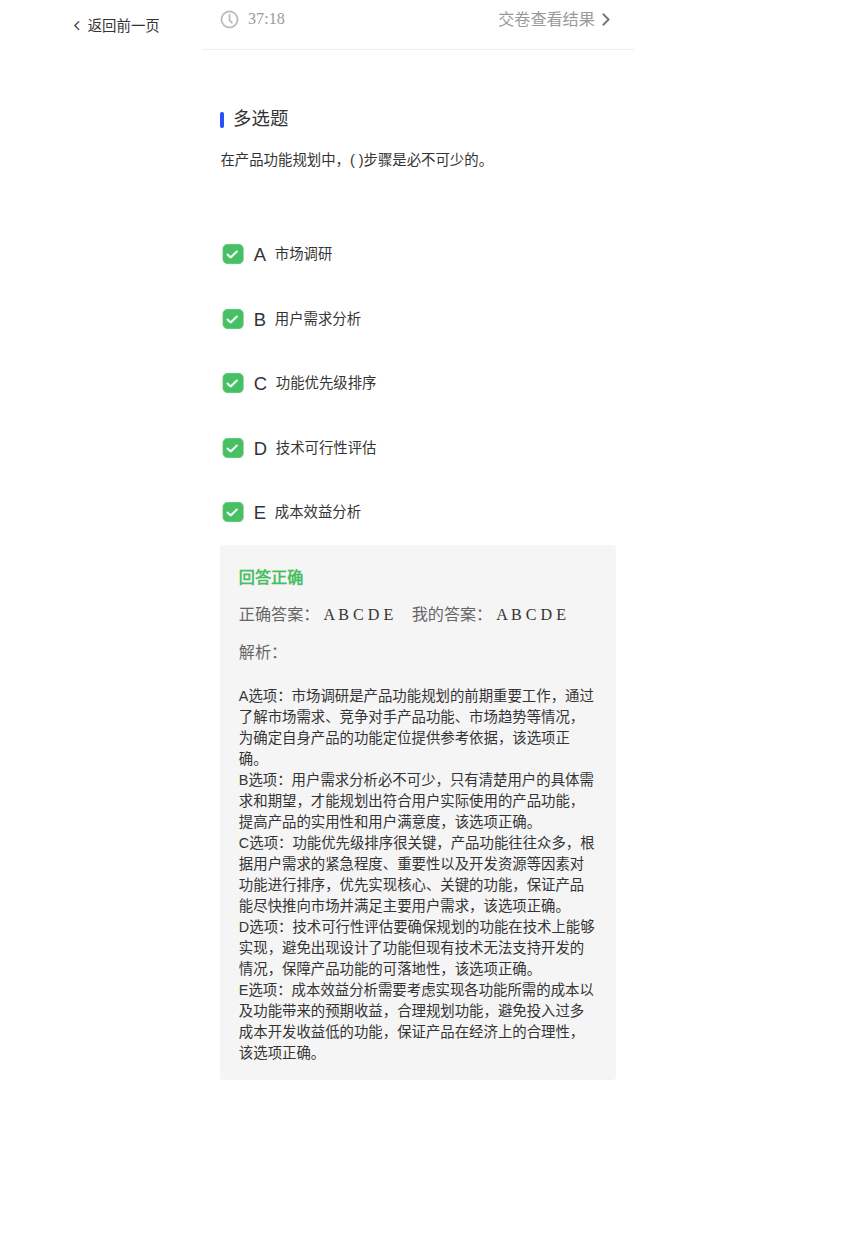 返回前一页
37:18
交卷查看结果
多选题
在产品功能规划中，( )步骤是必不可少的。
A 市场调研
B 用户需求分析
C 功能优先级排序
D 技术可行性评估
E 成本效益分析
回答正确
正确答案： A B C D E 我的答案： A B C D E
解析：
A选项：市场调研是产品功能规划的前期重要工作，通过
了解市场需求、竞争对手产品功能、市场趋势等情况，
为确定自身产品的功能定位提供参考依据，该选项正
确。
B选项：用户需求分析必不可少，只有清楚用户的具体需
求和期望，才能规划出符合用户实际使用的产品功能，
提高产品的实用性和用户满意度，该选项正确。
C选项：功能优先级排序很关键，产品功能往往众多，根
据用户需求的紧急程度、重要性以及开发资源等因素对
功能进行排序，优先实现核心、关键的功能，保证产品
能尽快推向市场并满足主要用户需求，该选项正确。
D选项：技术可行性评估要确保规划的功能在技术上能够
实现，避免出现设计了功能但现有技术无法支持开发的
情况，保障产品功能的可落地性，该选项正确。
E选项：成本效益分析需要考虑实现各功能所需的成本以
及功能带来的预期收益，合理规划功能，避免投入过多
成本开发收益低的功能，保证产品在经济上的合理性，
该选项正确。